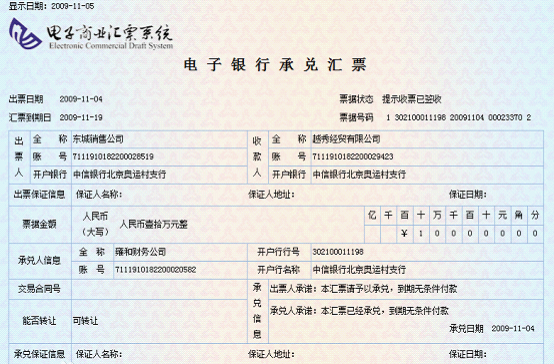 显示日期：2009-11-05
电子商业汇票系统
Electronic Commercial Draft System
电子银行承兑汇票
出票日期 2009-11-04 票据状态 提示收票已签收
汇票到期日 2009-11-19 票据号码 1 302100011198 20091104 00023370 2
出票人 全称 东城销售公司 收款人 全称 越秀经贸有限公司
账号 7111910182200028519 账号 7111910182200029423
开户银行 中信银行北京奥运村支行 开户银行 中信银行北京奥运村支行
出票保证信息 保证人名称： 保证人地址： 保证日期：
票据金额 人民币（大写） 人民币壹拾万元整 亿 千 百 十 万 千 百 十 元 角 分
¥ 1 0 0 0 0 0 0 0
承兑人信息 全称 雍和财务公司 开户行行号 302100011198
账号 7111910182200020582 开户行名称 中信银行北京奥运村支行
交易合同号 承兑信息 出票人承诺：本汇票请予以承兑，到期无条件付款
能否转让 可转让 承兑人承诺：本汇票已经承兑，到期无条件付款
承兑日期 2009-11-04
承兑保证信息 保证人名称： 保证人地址： 保证日期：